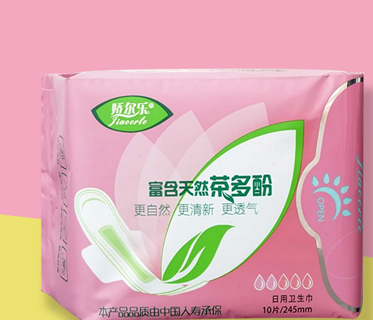 娇尔乐®
Jiaoerle
富含天然茶多酚
更自然 更清新 更透气
OPEN
日用卫生巾
10片/245mm
本产品品质由中国人寿承保